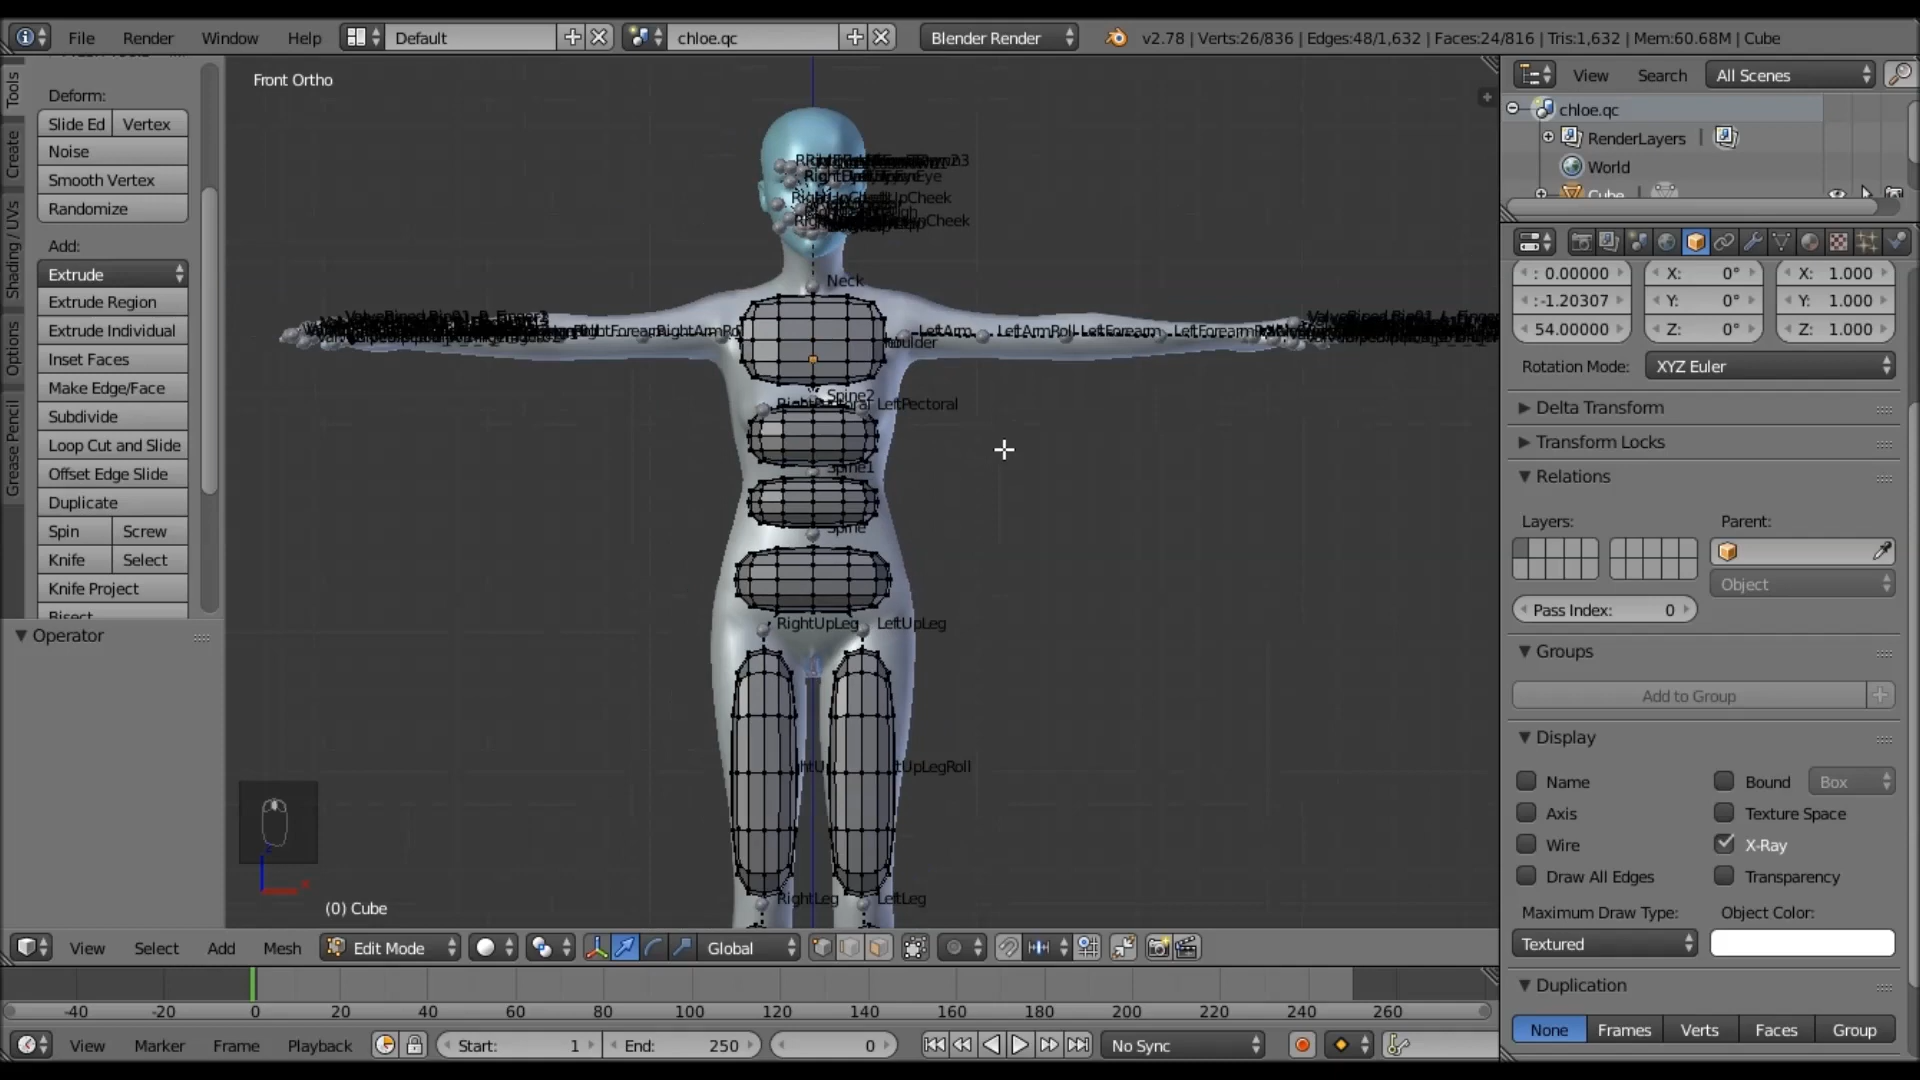 File Render Window Help Default chloe.qc Blender Render v2.78 | Verts:26/836 | Edges:48/1,632 | Faces:24/816 | Tris:1,632 | Mem:60.68M | Cube
Tools
Create
Shading / UVs
Options
Grease Pencil
Deform:
Slide Ed Vertex
Noise
Smooth Vertex
Randomize
Add:
Extrude
Extrude Region
Extrude Individual
Inset Faces
Make Edge/Face
Subdivide
Loop Cut and Slide
Offset Edge Slide
Duplicate
Spin Screw
Knife Select
Knife Project
Bisect
Operator
Front Ortho
Neck
LeftArm LeftArmRoll LeftForearm
Spine2
LeftPectoral
Spine1
Spine
RightUpLeg LeftUpLeg
RightLeg LeftLeg
(0) Cube
View Search All Scenes
chloe.qc
RenderLayers
World
Cube
: 0.00000 X: 0° X: 1.000
:-1.20307 Y: 0° Y: 1.000
54.00000 Z: 0° Z: 1.000
Rotation Mode: XYZ Euler
Delta Transform
Transform Locks
Relations
Layers: Parent:
Object
Pass Index: 0
Groups
Add to Group
Display
Name Bound Box
Axis Texture Space
Wire X-Ray
Draw All Edges Transparency
Maximum Draw Type: Object Color:
Textured
Duplication
None Frames Verts Faces Group
View Select Add Mesh Edit Mode Global
-40 -20 0 20 40 60 80 100 120 140 160 180 200 220 240 260
View Marker Frame Playback Start: 1 End: 250 0 No Sync